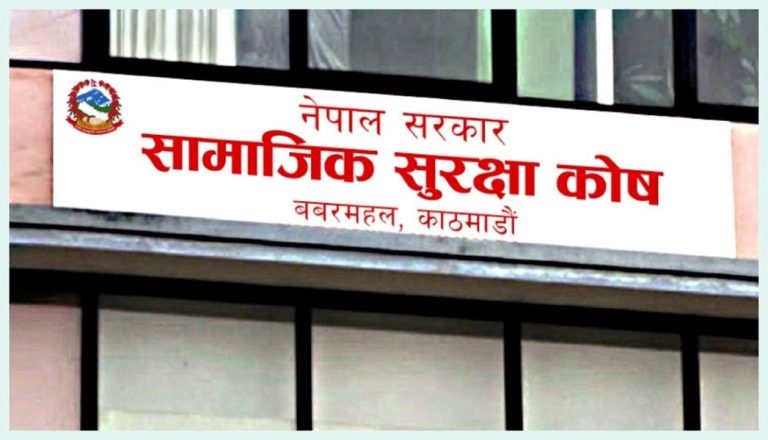 नेपाल सरकार
सामाजिक सुरक्षा कोष
बबरमहल, काठमाडौं